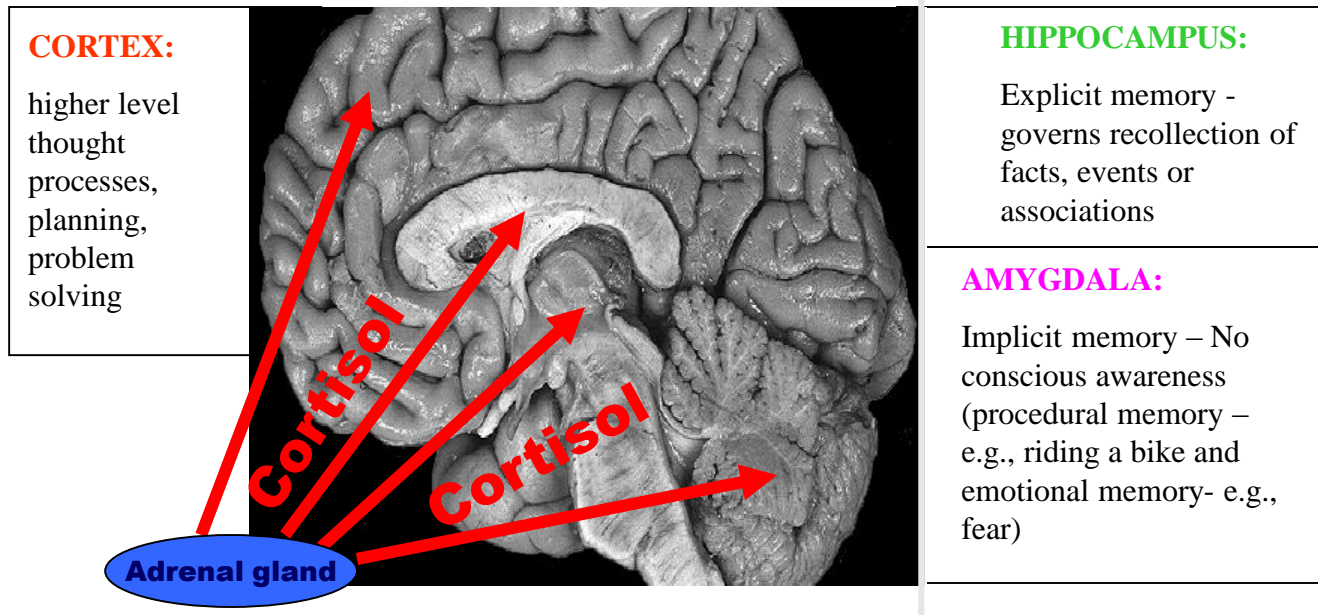 CORTEX:
higher level
thought
processes,
planning,
problem
solving
Cortisol
Cortisol
Adrenal gland
HIPPOCAMPUS:
Explicit memory -
governs recollection of
facts, events or
associations
AMYGDALA:
Implicit memory – No
conscious awareness
(procedural memory –
e.g., riding a bike and
emotional memory- e.g.,
fear)